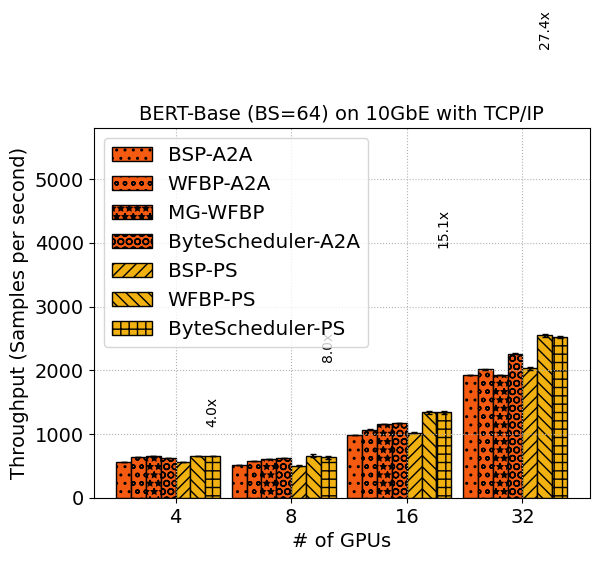 27.4x
BERT-Base (BS=64) on 10GbE with TCP/IP
Throughput (Samples per second)
5000
4000
3000
2000
1000
0
BSP-A2A
WFBP-A2A
MG-WFBP
ByteScheduler-A2A
BSP-PS
WFBP-PS
ByteScheduler-PS
4.0x
8.0x
15.1x
4
8
16
32
# of GPUs